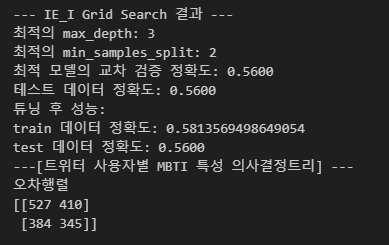 --- IE_I Grid Search 결과 ---
최적의 max_depth: 3
최적의 min_samples_split: 2
최적 모델의 교차 검증 정확도: 0.5600
테스트 데이터 정확도: 0.5600
튜닝 후 성능:
train 데이터 정확도: 0.5813569498649054
test 데이터 정확도: 0.5600
---[트위터 사용자별 MBTI 특성 의사결정트리] ---
오차행렬
[[527 410]
 [384 345]]